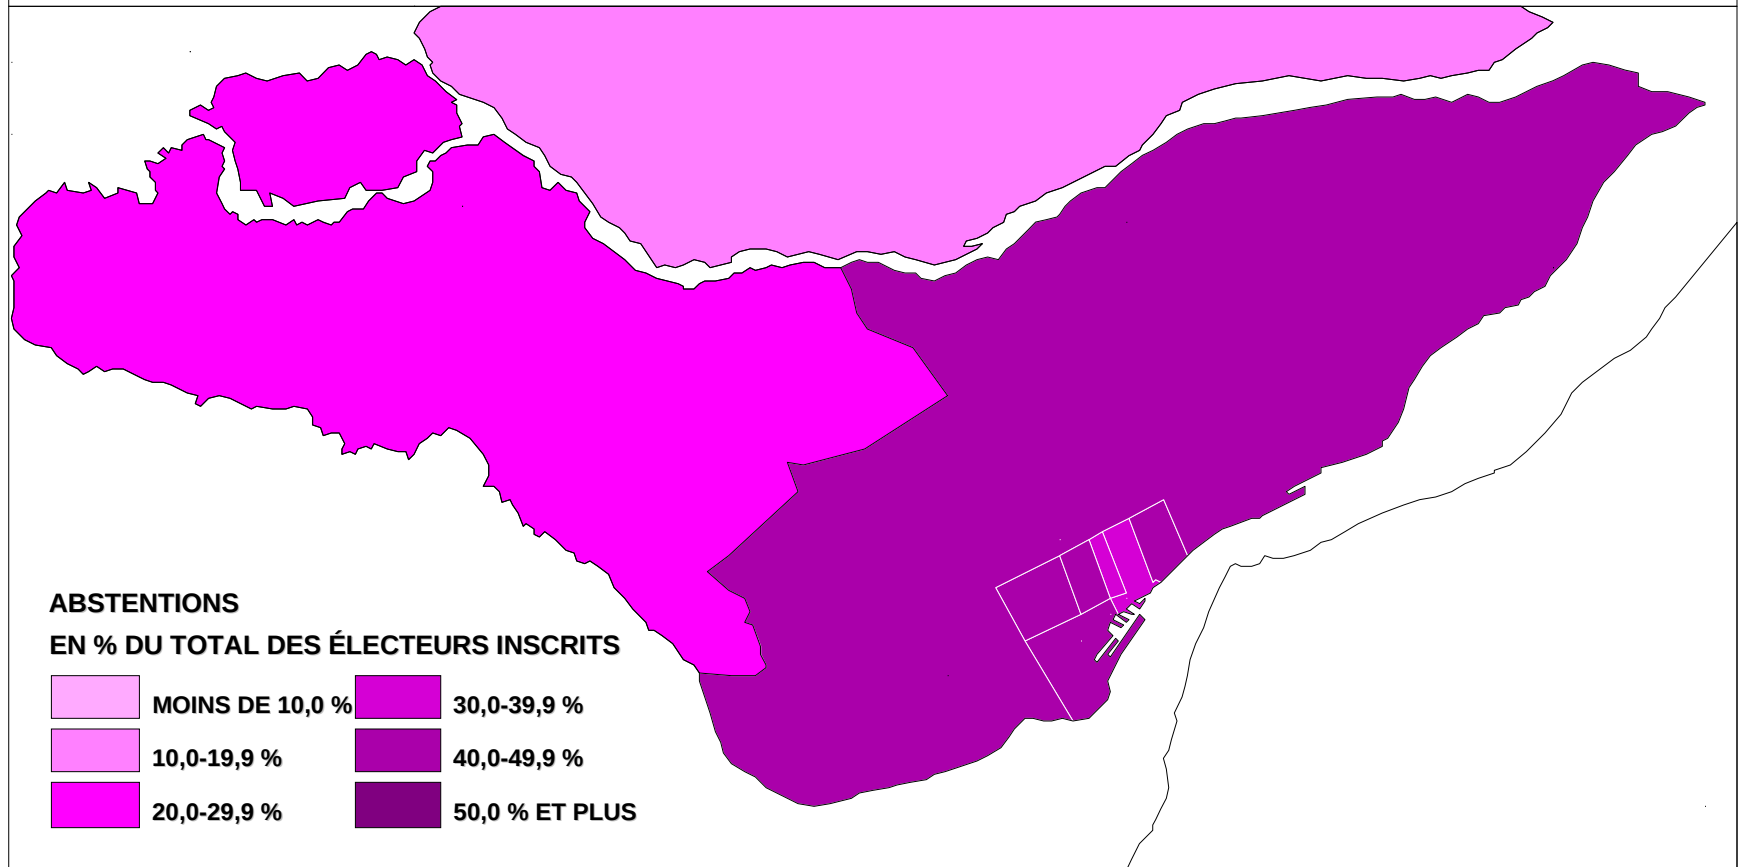 ABSTENTIONS
EN % DU TOTAL DES ÉLECTEURS INSCRITS
MOINS DE 10,0 %
10,0-19,9 %
20,0-29,9 %
30,0-39,9 %
40,0-49,9 %
50,0 % ET PLUS